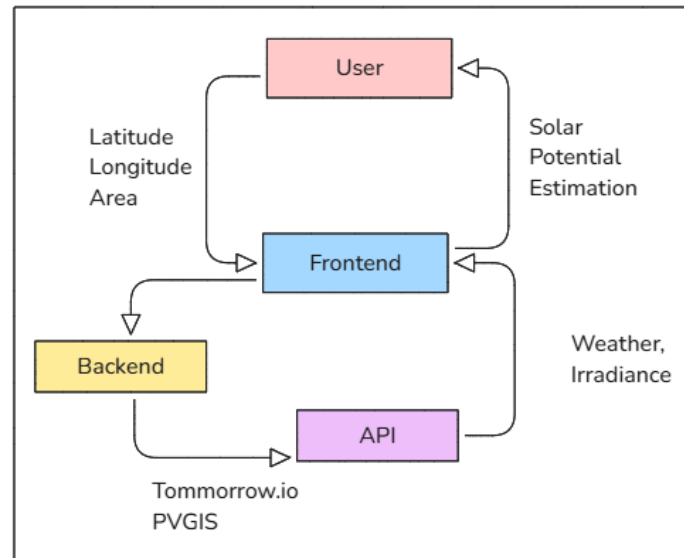 User
Latitude
Longitude
Area
Solar
Potential
Estimation
Frontend
Backend
Weather,
Irradiance
API
Tommorrow.io
PVGIS